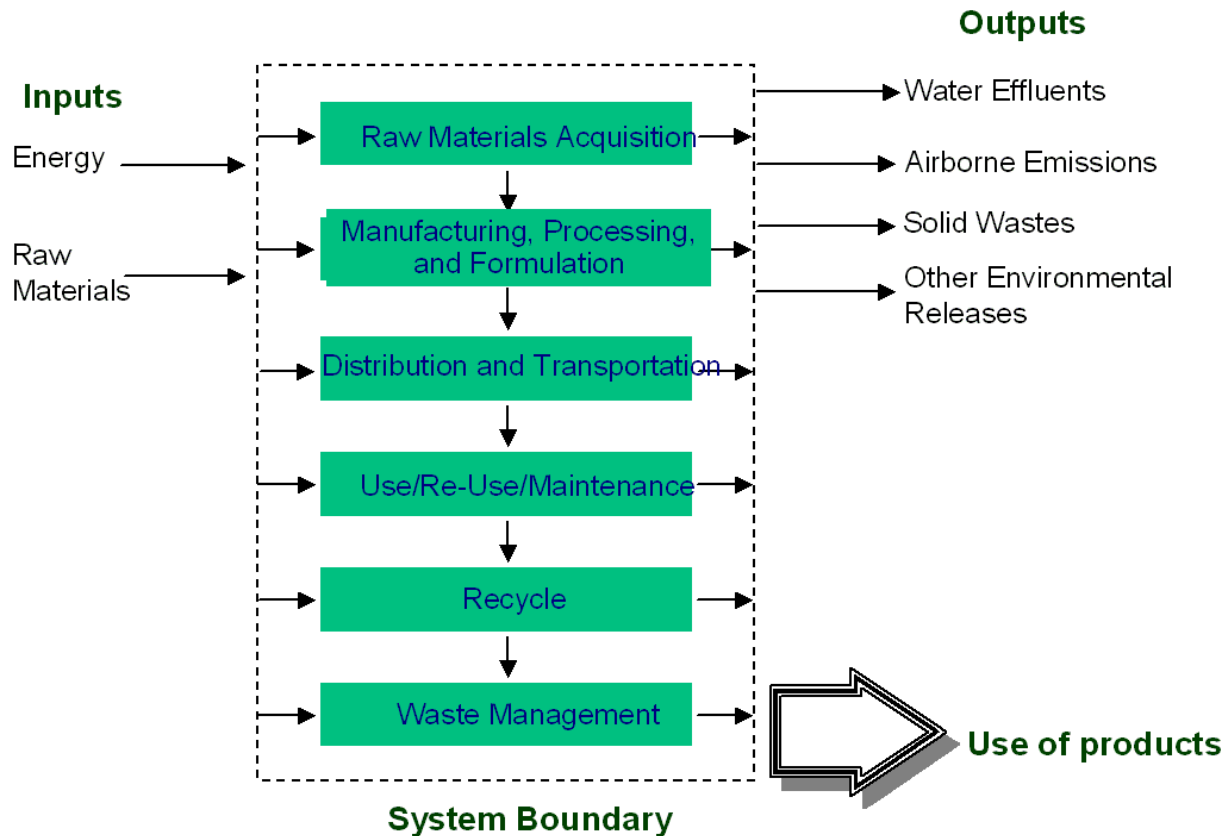 Outputs
Inputs
Water Effluents
Energy
Raw Materials Acquisition
Airborne Emissions
Raw
Materials
Manufacturing, Processing,
and Formulation
Solid Wastes
Other Environmental
Releases
Distribution and Transportation
Use/Re-Use/Maintenance
Recycle
Waste Management
Use of products
System Boundary